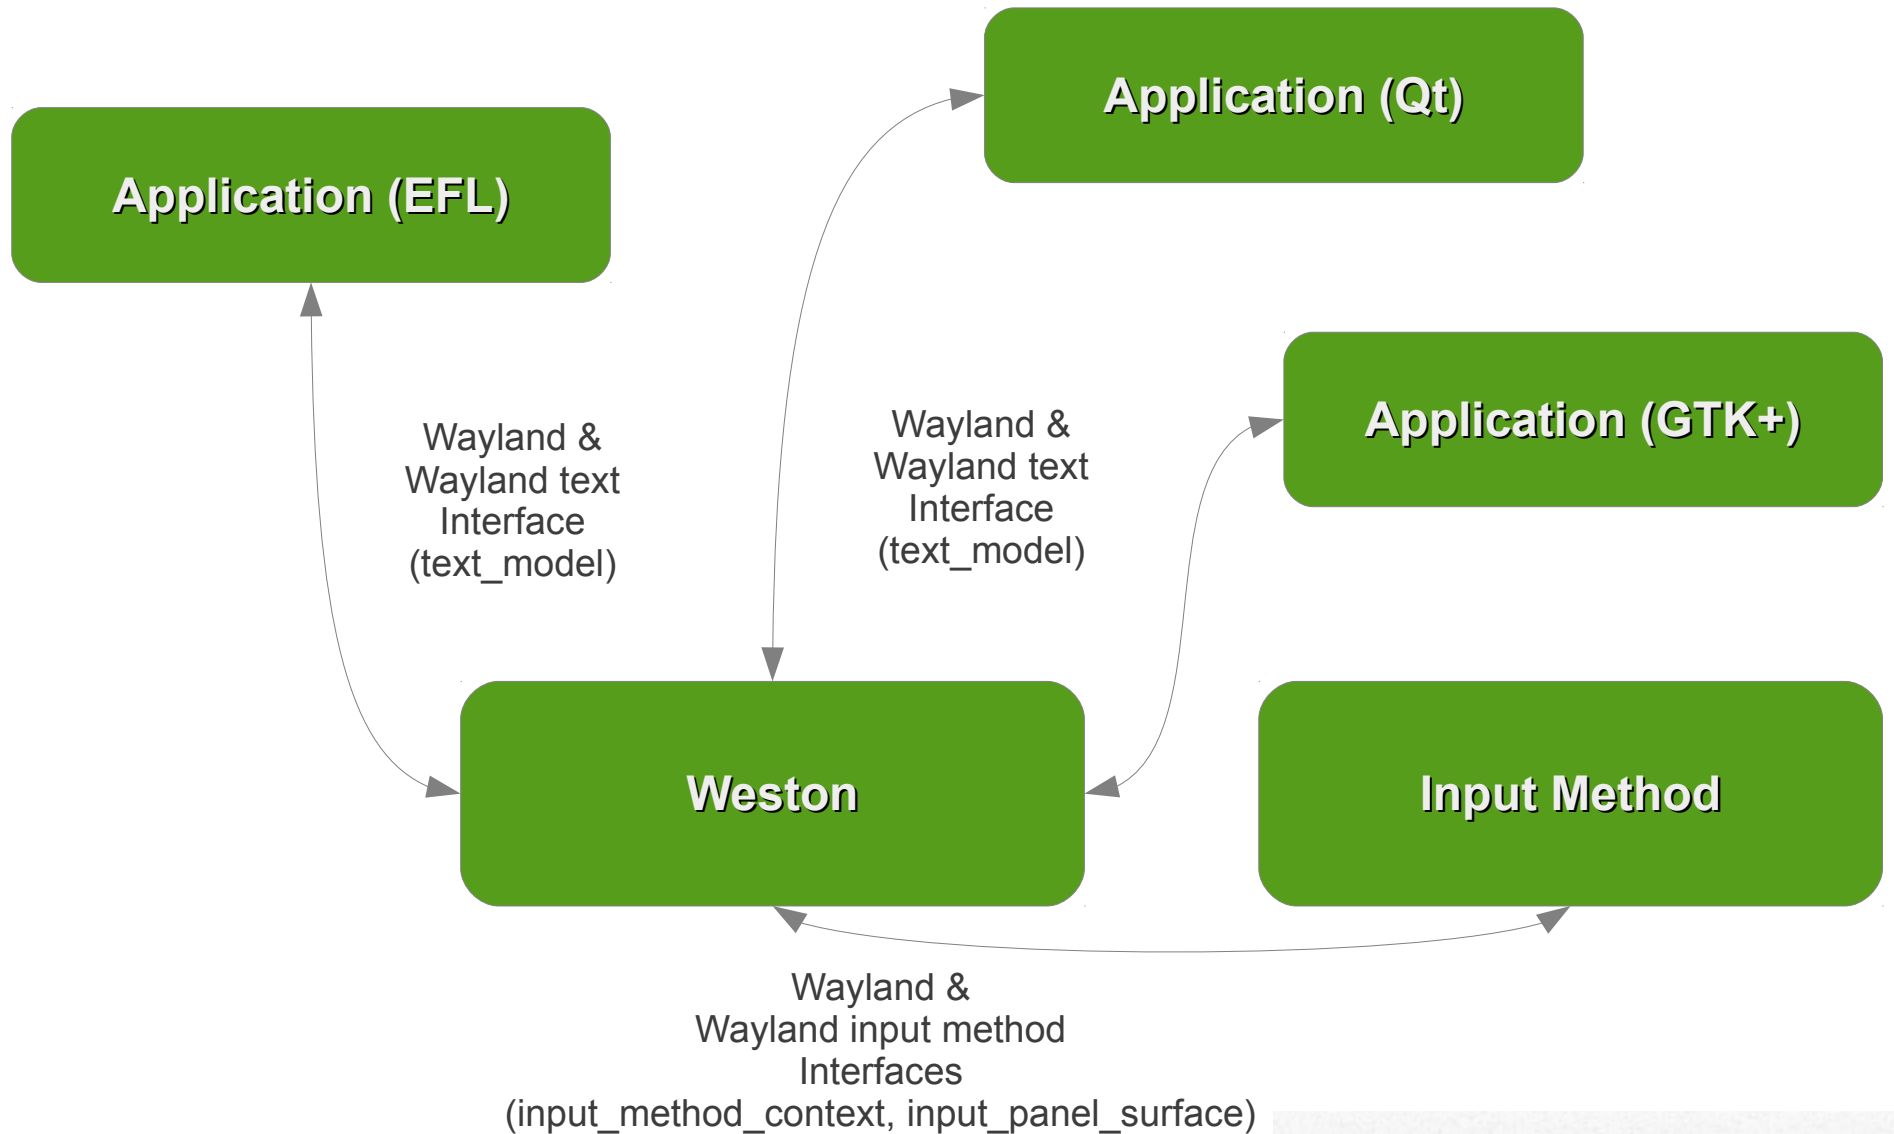 Application (Qt)
Application (EFL)
Application (GTK+)
Wayland &
Wayland text
Interface
(text_model)
Wayland &
Wayland text
Interface
(text_model)
Weston
Input Method
Wayland &
Wayland input method
Interfaces
(input_method_context, input_panel_surface)